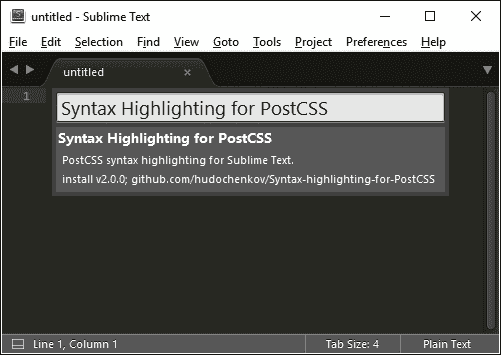 untitled - Sublime Text
File Edit Selection Find View Goto Tools Project Preferences Help
untitled ×
1
Syntax Highlighting for PostCSS
Syntax Highlighting for PostCSS
PostCSS syntax highlighting for Sublime Text.
install v2.0.0; github.com/hudochenkov/Syntax-highlighting-for-PostCSS
Line 1, Column 1 Tab Size: 4 Plain Text